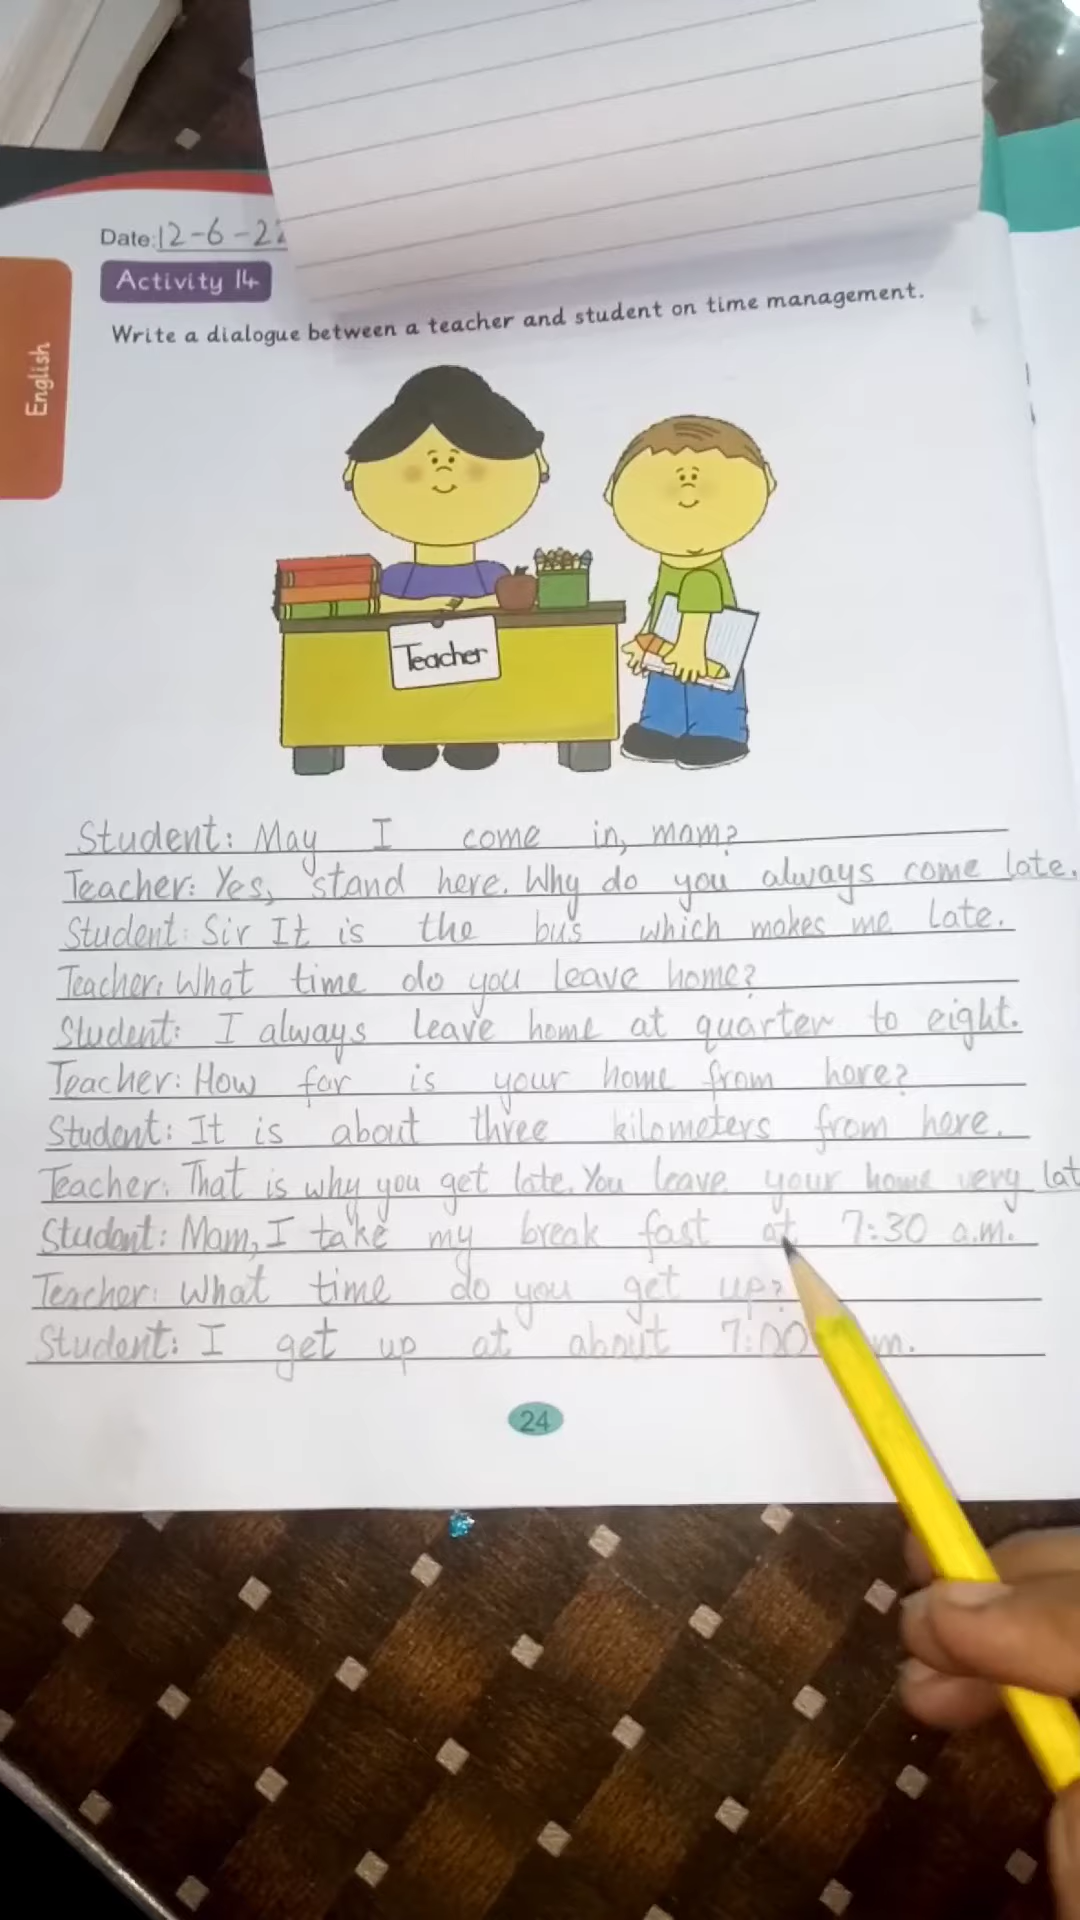 Date: 12-6-22
Activity 14
English
Write a dialogue between a teacher and student on time management.
Teacher
Student: May I come in, mam?
Teacher: Yes, stand here. Why do you always come late.
Student: Sir It is the bus which makes me late.
Teacher: What time do you leave home?
Student: I always leave home at quarter to eight.
Teacher: How far is your home from here?
Student: It is about three kilometers from here.
Teacher: That is why you get late. You leave your home very lat
Student: Mam, I take my break fast at 7:30 a.m.
Teacher: What time do you get up?
Student: I get up at about 7:00 m.
24